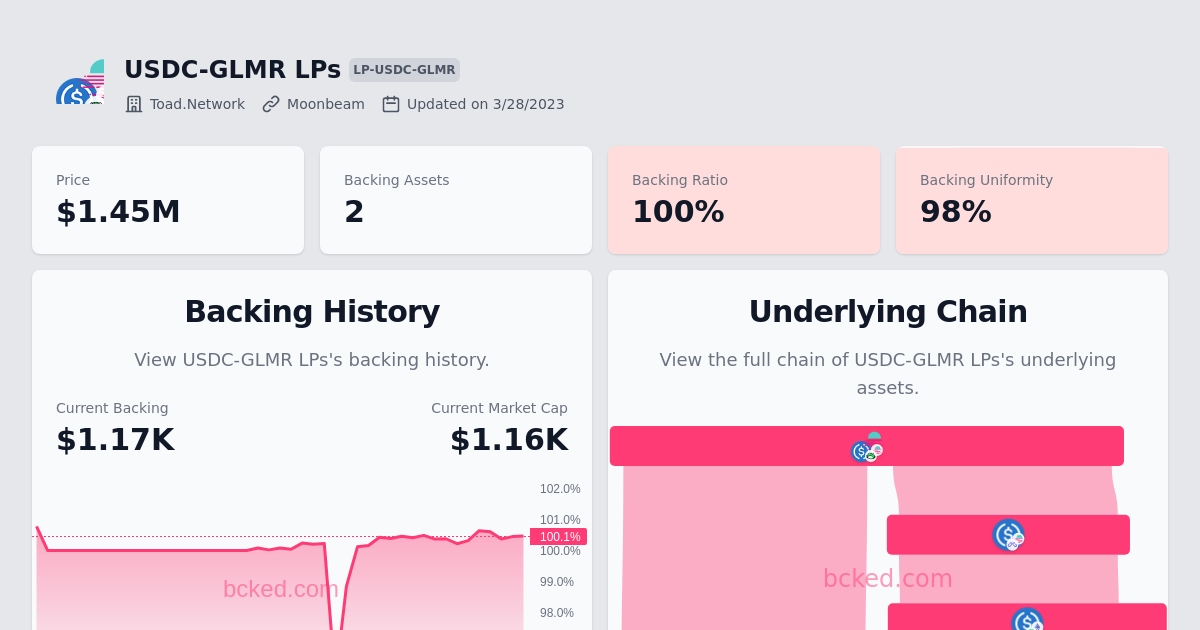 USDC-GLMR LPs LP-USDC-GLMR
Toad.Network Moonbeam Updated on 3/28/2023
Price
$1.45M
Backing Assets
2
Backing Ratio
100%
Backing Uniformity
98%
Backing History
View USDC-GLMR LPs's backing history.
Current Backing
$1.17K
Current Market Cap
$1.16K
102.0%
101.0%
100.1%
100.0%
99.0%
98.0%
bcked.com
Underlying Chain
View the full chain of USDC-GLMR LPs's underlying
assets.
bcked.com